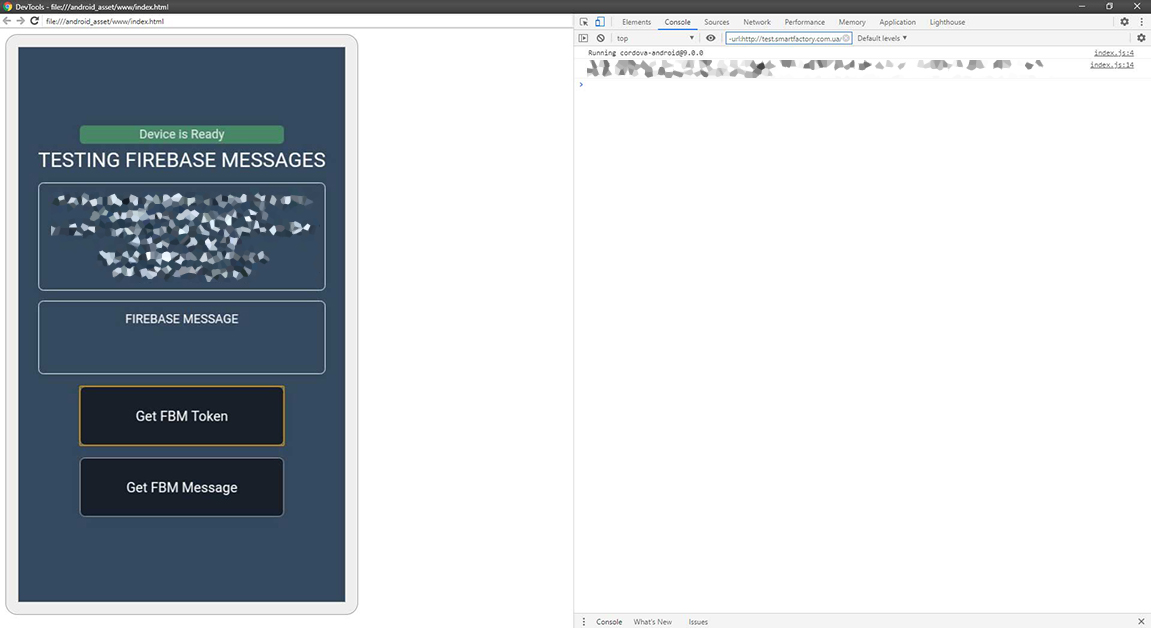 DevTools - file:///android_asset/www/index.html
file:///android_asset/www/index.html
Elements Console Sources Network Performance Memory Application Lighthouse
top -url:http://test.smartfactory.com.ua/ Default levels
Running cordova-android@9.0.0 index.js:4
index.js:14
Device is Ready
TESTING FIREBASE MESSAGES
FIREBASE MESSAGE
Get FBM Token
Get FBM Message
Console What's New Issues